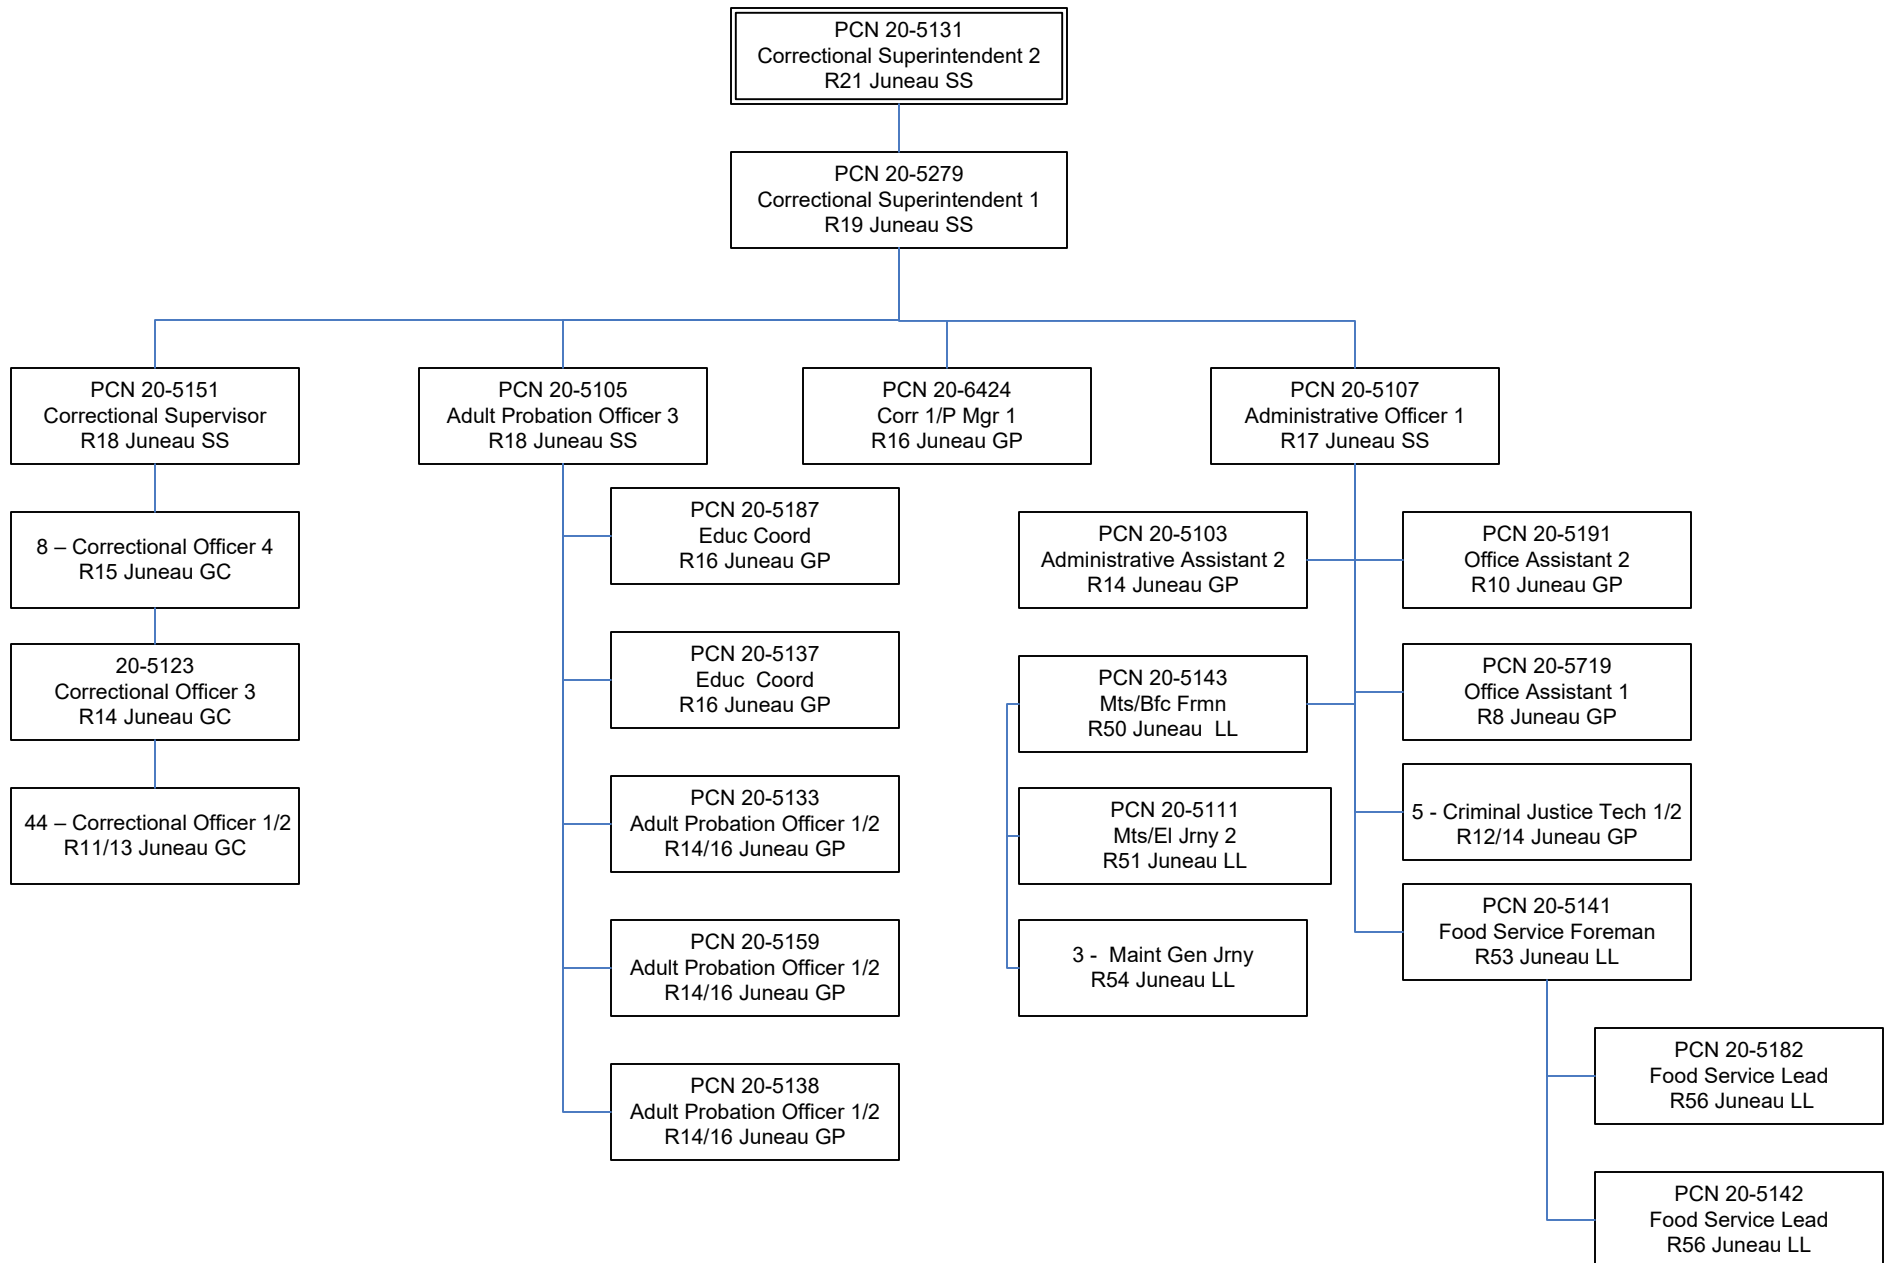 PCN 20-5131
Correctional Superintendent 2
R21 Juneau SS
PCN 20-5279
Correctional Superintendent 1
R19 Juneau SS
PCN 20-5151
Correctional Supervisor
R18 Juneau SS
8 – Correctional Officer 4
R15 Juneau GC
20-5123
Correctional Officer 3
R14 Juneau GC
44 – Correctional Officer 1/2
R11/13 Juneau GC
PCN 20-5105
Adult Probation Officer 3
R18 Juneau SS
PCN 20-5187
Educ Coord
R16 Juneau GP
PCN 20-5137
Educ  Coord
R16 Juneau GP
PCN 20-5133
Adult Probation Officer 1/2
R14/16 Juneau GP
PCN 20-5159
Adult Probation Officer 1/2
R14/16 Juneau GP
PCN 20-5138
Adult Probation Officer 1/2
R14/16 Juneau GP
PCN 20-6424
Corr 1/P Mgr 1
R16 Juneau GP
PCN 20-5107
Administrative Officer 1
R17 Juneau SS
PCN 20-5103
Administrative Assistant 2
R14 Juneau GP
PCN 20-5143
Mts/Bfc Frmn
R50 Juneau  LL
PCN 20-5111
Mts/El Jrny 2
R51 Juneau LL
3 -  Maint Gen Jrny
R54 Juneau LL
PCN 20-5191
Office Assistant 2
R10 Juneau GP
PCN 20-5719
Office Assistant 1
R8 Juneau GP
5 - Criminal Justice Tech 1/2
R12/14 Juneau GP
PCN 20-5141
Food Service Foreman
R53 Juneau LL
PCN 20-5182
Food Service Lead
R56 Juneau LL
PCN 20-5142
Food Service Lead
R56 Juneau LL